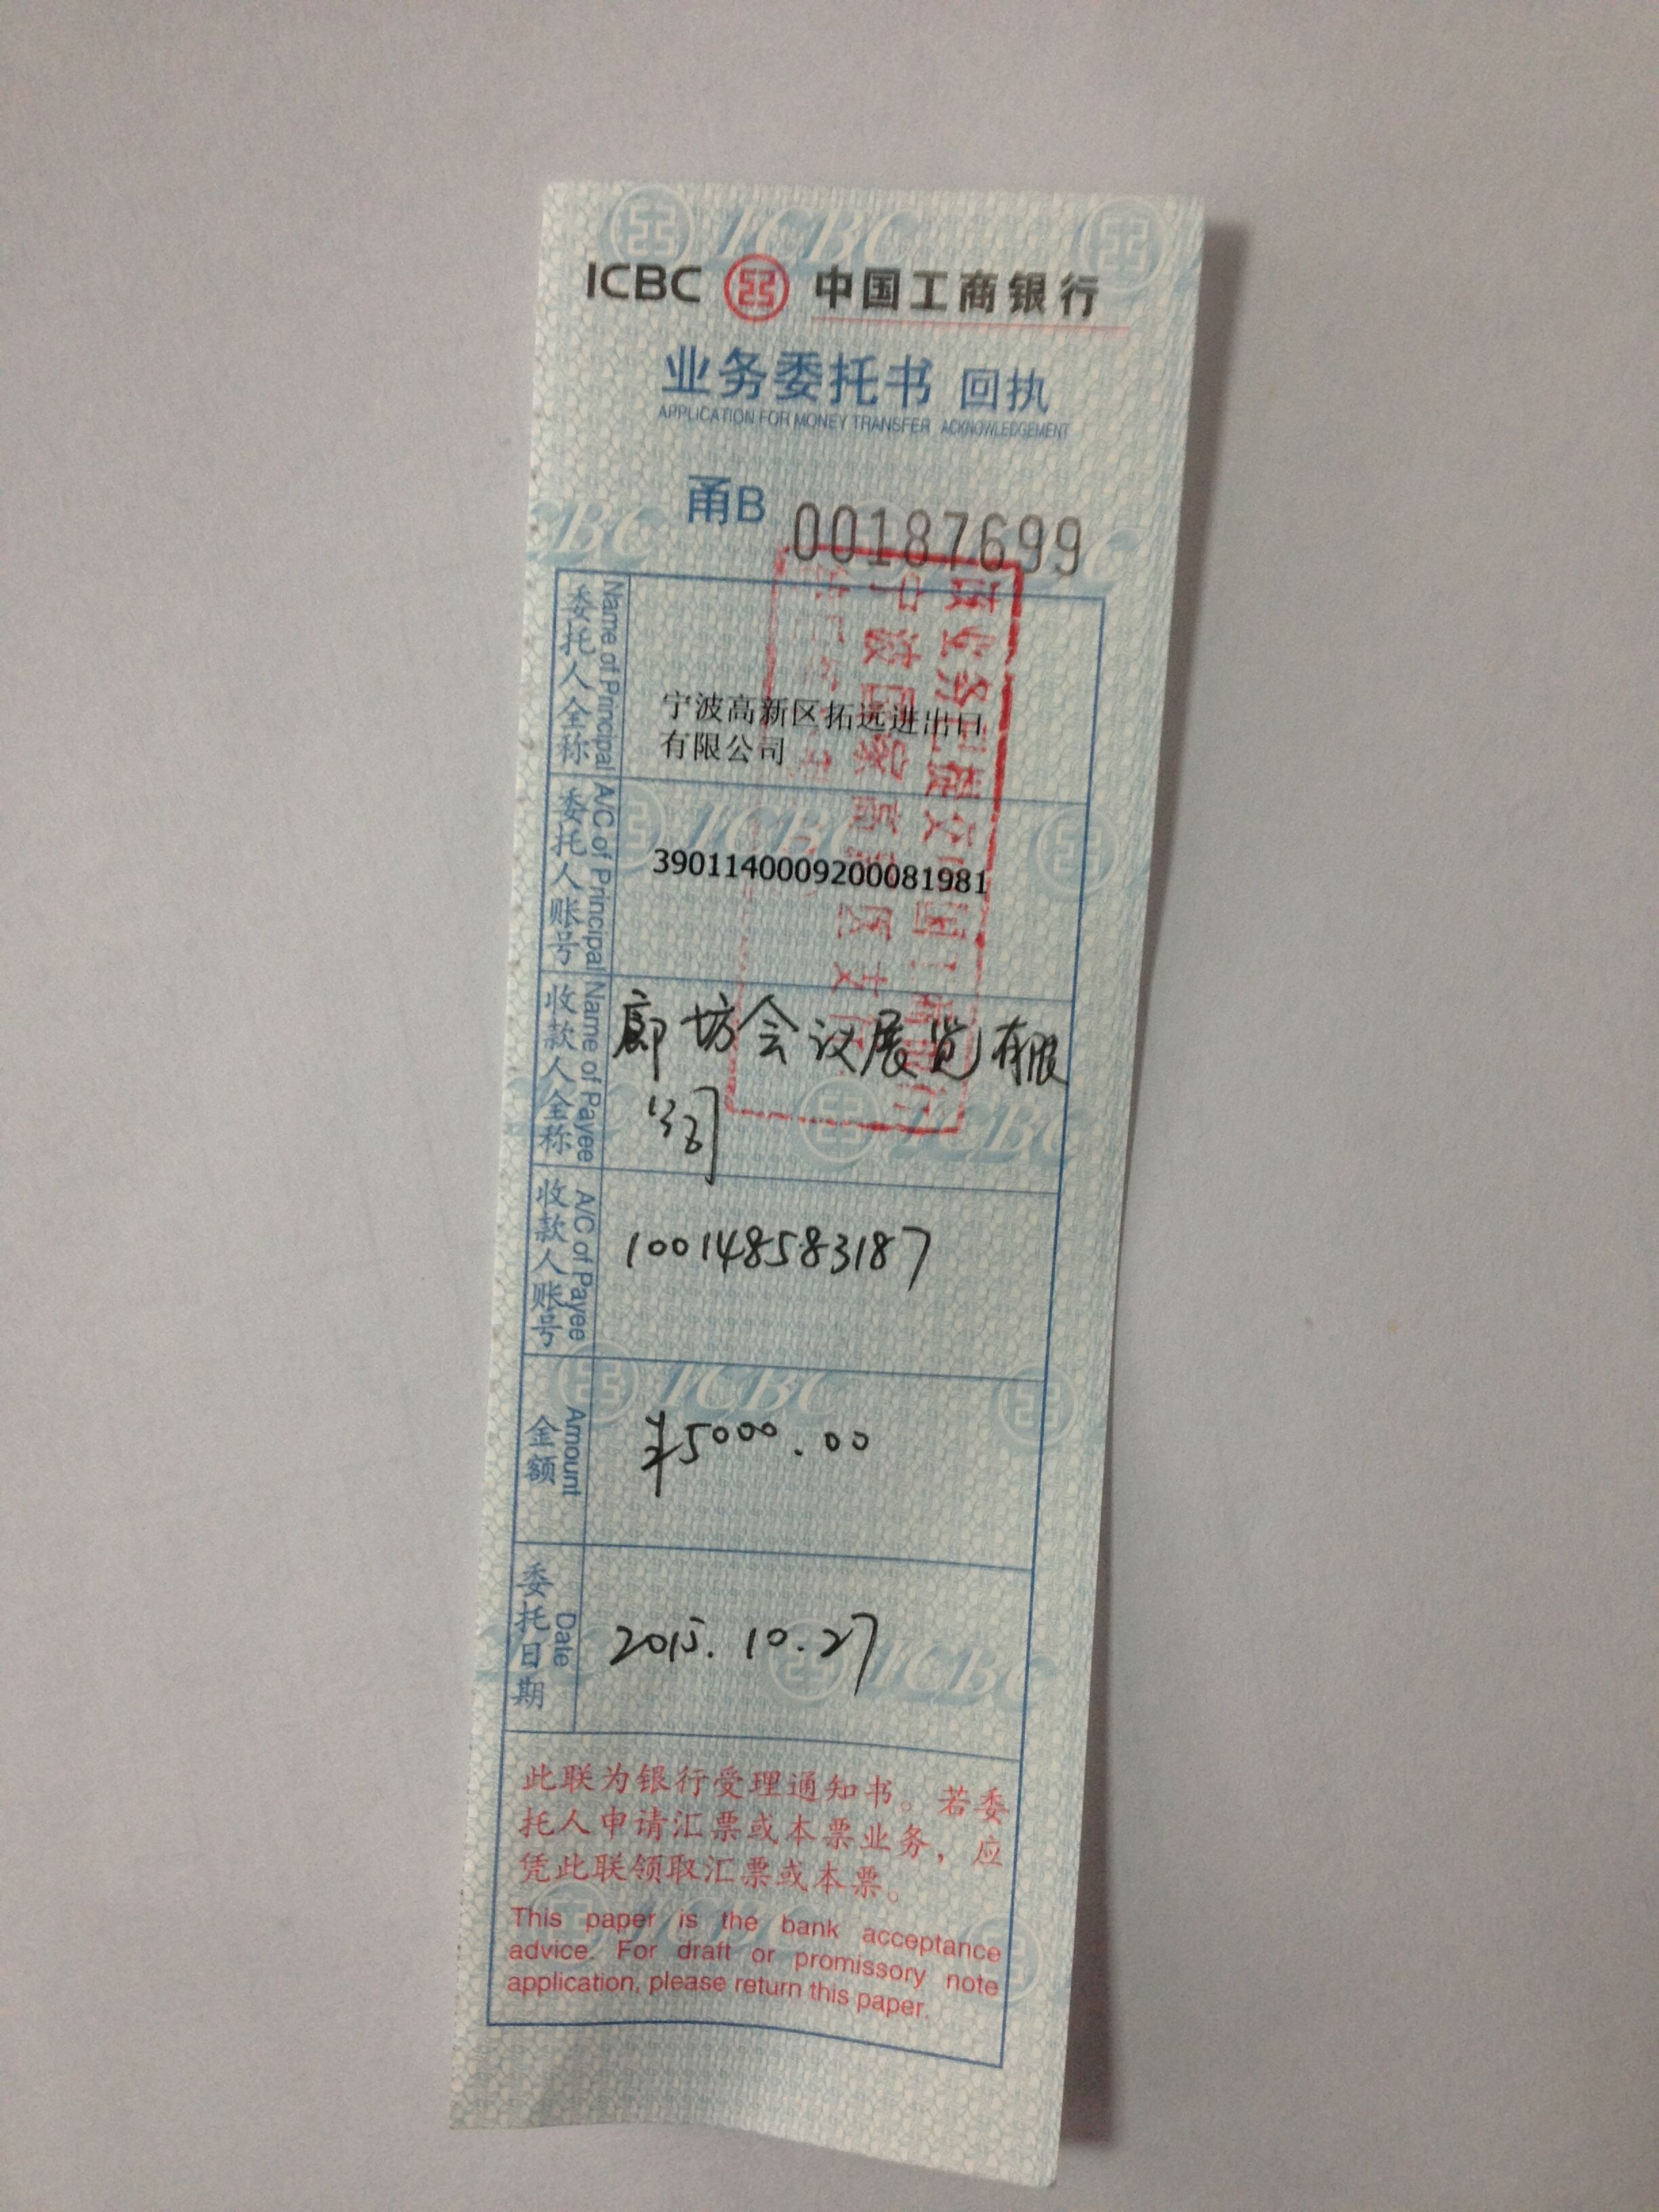 ICBC 中国工商银行
业务委托书 回执
APPLICATION FOR MONEY TRANSFER ACKNOWLEDGEMENT
甬B 00187699
委托人全称
Name of Principal
宁波高新区拓远进出口
有限公司
委托人账号
A/C of Principal
3901140009200081981
收款人全称
Name of Payee
廊坊会议展览有限
公司
收款人账号
A/C of Payee
100148583187
金额
Amount
¥5000.00
委托日期
Date
2015.10.27
此联为银行受理通知书。若委
托人申请汇票或本票业务，应
凭此联领取汇票或本票。
This paper is the bank acceptance
advice. For draft or promissory note
application, please return this paper.